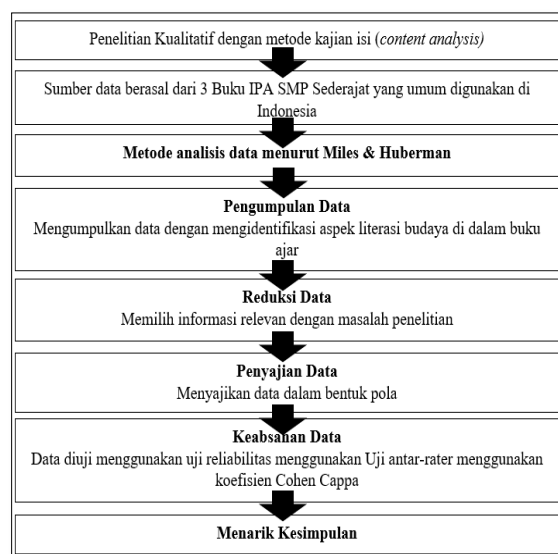 Penelitian Kualitatif dengan metode kajian isi (content analysis)
Sumber data berasal dari 3 Buku IPA SMP Sederajat yang umum digunakan di
Indonesia
Metode analisis data menurut Miles & Huberman
Pengumpulan Data
Mengumpulkan data dengan mengidentifikasi aspek literasi budaya di dalam buku
ajar
Reduksi Data
Memilih informasi relevan dengan masalah penelitian
Penyajian Data
Menyajikan data dalam bentuk pola
Keabsahan Data
Data diuji menggunakan uji reliabilitas menggunakan Uji antar-rater menggunakan
koefisien Cohen Cappa
Menarik Kesimpulan